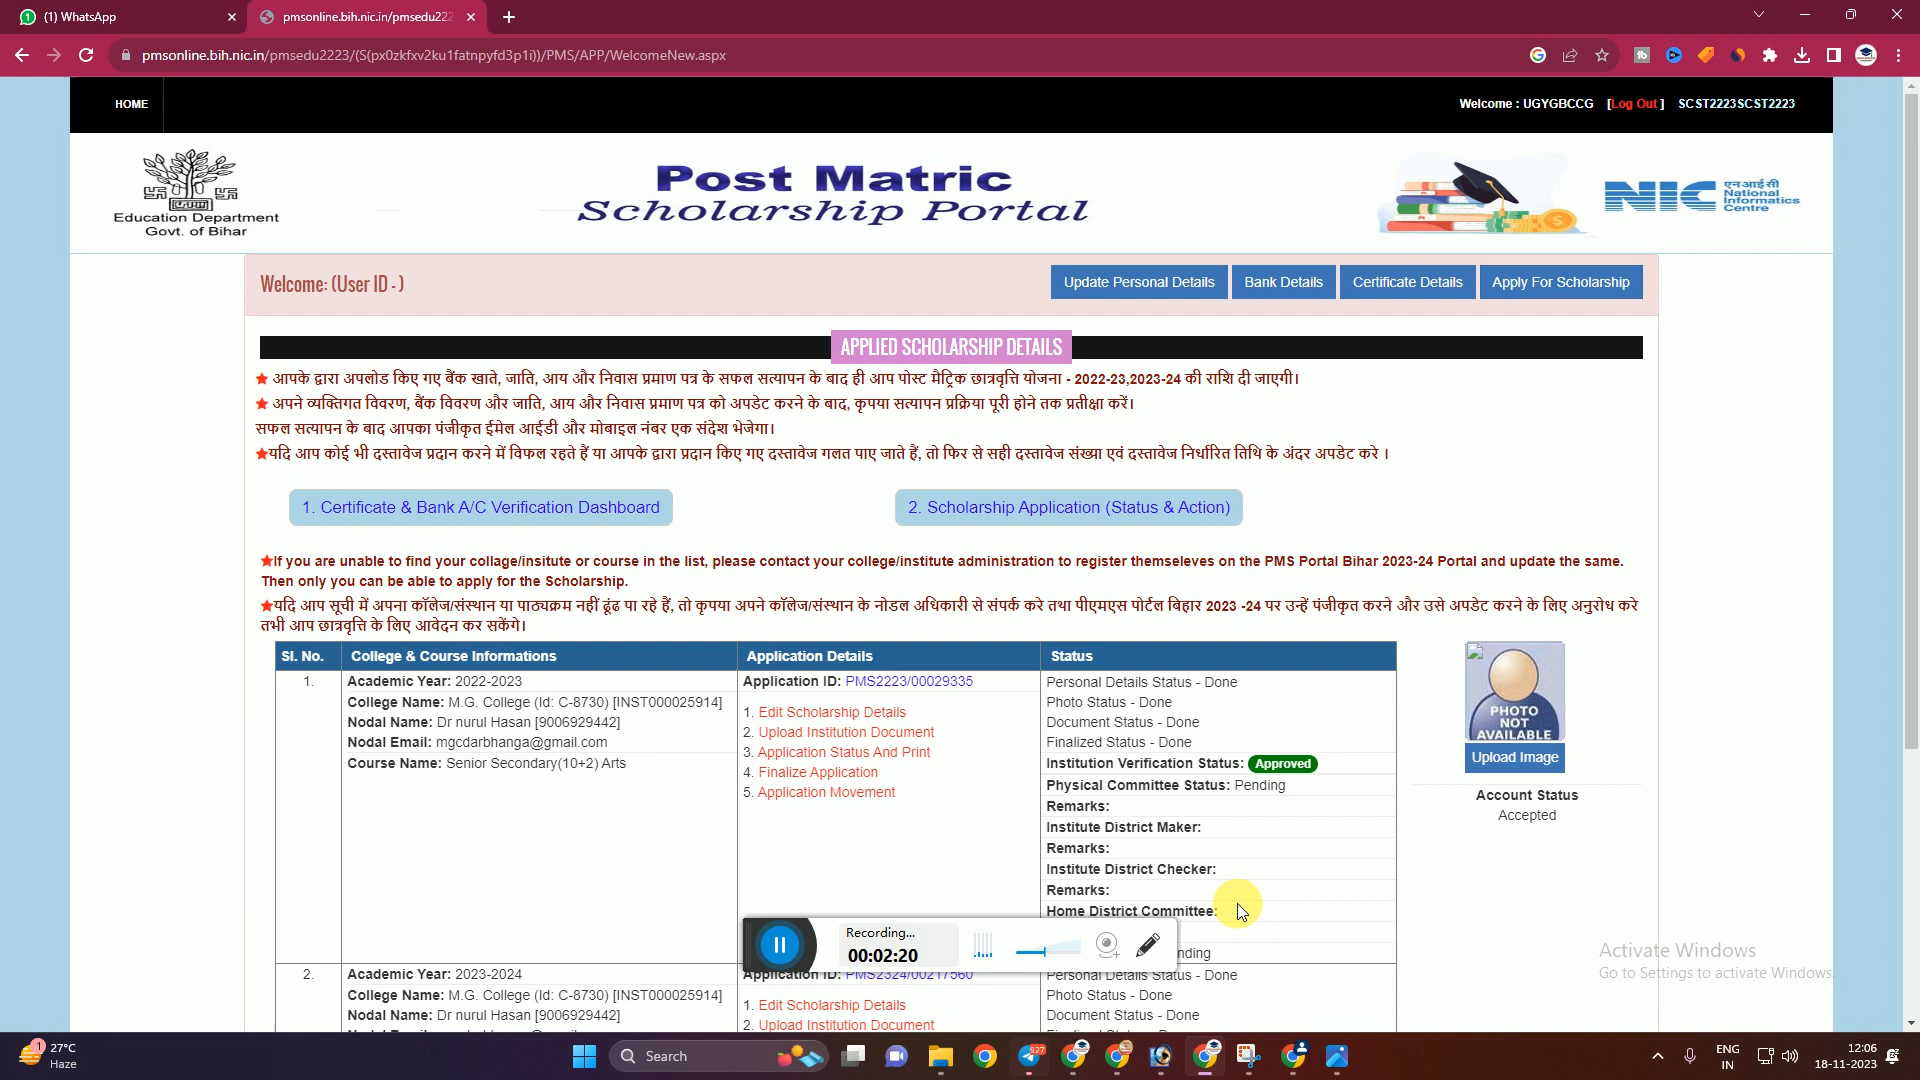 (1) WhatsApp
pmsonline.bih.nic.in/pmsedu222
pmsonline.bih.nic.in/pmsedu2223/(S(px0zkfxv2ku1fatnpyfd3p1i))/PMS/APP/WelcomeNew.aspx
HOME
Welcome : UGYGBCCG [Log Out] SCST2223SCST2223
Education Department
Govt. of Bihar
Post Matric
Scholarship Portal
NIC
एनआईसी
National
Informatics
Centre
Welcome: (User ID - )
Update Personal Details
Bank Details
Certificate Details
Apply For Scholarship
APPLIED SCHOLARSHIP DETAILS
आपके द्वारा अपलोड किए गए बैंक खाते, जाति, आय और निवास प्रमाण पत्र के सफल सत्यापन के बाद ही आप पोस्ट मैट्रिक छात्रवृत्ति योजना - 2022-23,2023-24 की राशि दी जाएगी।
अपने व्यक्तिगत विवरण, बैंक विवरण और जाति, आय और निवास प्रमाण पत्र को अपडेट करने के बाद, कृपया सत्यापन प्रक्रिया पूरी होने तक प्रतीक्षा करें।
सफल सत्यापन के बाद आपका पंजीकृत ईमेल आईडी और मोबाइल नंबर एक संदेश भेजेगा।
यदि आप कोई भी दस्तावेज प्रदान करने में विफल रहते हैं या आपके द्वारा प्रदान किए गए दस्तावेज गलत पाए जाते हैं, तो फिर से सही दस्तावेज संख्या एवं दस्तावेज निर्धारित तिथि के अंदर अपडेट करे ।
1. Certificate & Bank A/C Verification Dashboard
2. Scholarship Application (Status & Action)
If you are unable to find your collage/insitute or course in the list, please contact your college/institute administration to register themseleves on the PMS Portal Bihar 2023-24 Portal and update the same.
Then only you can be able to apply for the Scholarship.
यदि आप सूची में अपना कॉलेज/संस्थान या पाठ्यक्रम नहीं ढूंढ पा रहे हैं, तो कृपया अपने कॉलेज/संस्थान के नोडल अधिकारी से संपर्क करे तथा पीएमएस पोर्टल बिहार 2023 -24 पर उन्हें पंजीकृत करने और उसे अपडेट करने के लिए अनुरोध करे
तभी आप छात्रवृत्ति के लिए आवेदन कर सकेंगे।
Sl. No.
College & Course Informations
Application Details
Status
1.
Academic Year: 2022-2023
College Name: M.G. College (Id: C-8730) [INST000025914]
Nodal Name: Dr nurul Hasan [9006929442]
Nodal Email: mgcdarbhanga@gmail.com
Course Name: Senior Secondary(10+2) Arts
Application ID: PMS2223/00029335
1. Edit Scholarship Details
2. Upload Institution Document
3. Application Status And Print
4. Finalize Application
5. Application Movement
Personal Details Status - Done
Photo Status - Done
Document Status - Done
Finalized Status - Done
Institution Verification Status: Approved
Physical Committee Status: Pending
Remarks:
Institute District Maker:
Remarks:
Institute District Checker:
Remarks:
Home District Committee:
nding
PHOTO
NOT
AVAILABLE
Upload Image
Account Status
Accepted
Recording...
00:02:20
2.
Academic Year: 2023-2024
College Name: M.G. College (Id: C-8730) [INST000025914]
Nodal Name: Dr nurul Hasan [9006929442]
Application ID: PMS2324/00217560
1. Edit Scholarship Details
2. Upload Institution Document
Personal Details Status - Done
Photo Status - Done
Document Status - Done
Activate Windows
Go to Settings to activate Windows.
1
27°C
Haze
Search
927
ENG
IN
12:06
18-11-2023